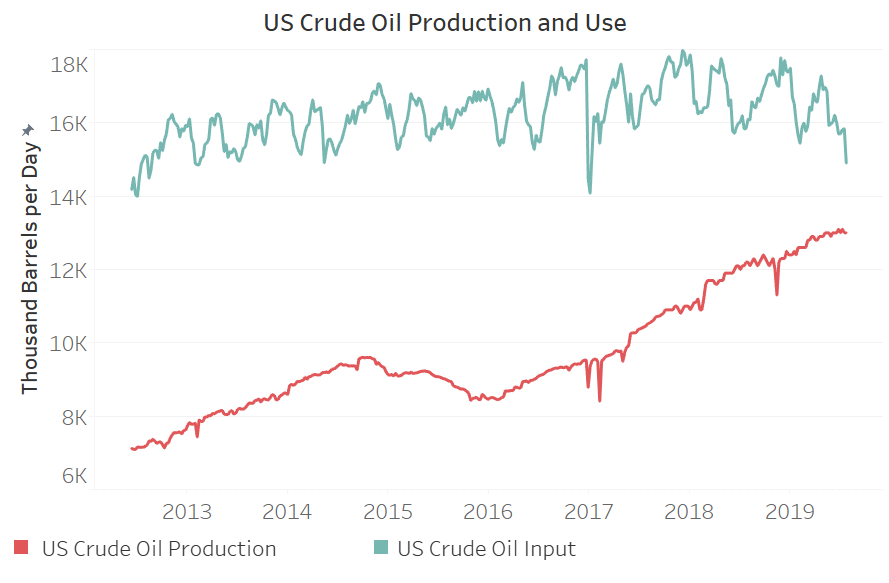 US Crude Oil Production and Use
Thousand Barrels per Day
18K
16K
14K
12K
10K
8K
6K
2013 2014 2015 2016 2017 2018 2019
US Crude Oil Production US Crude Oil Input